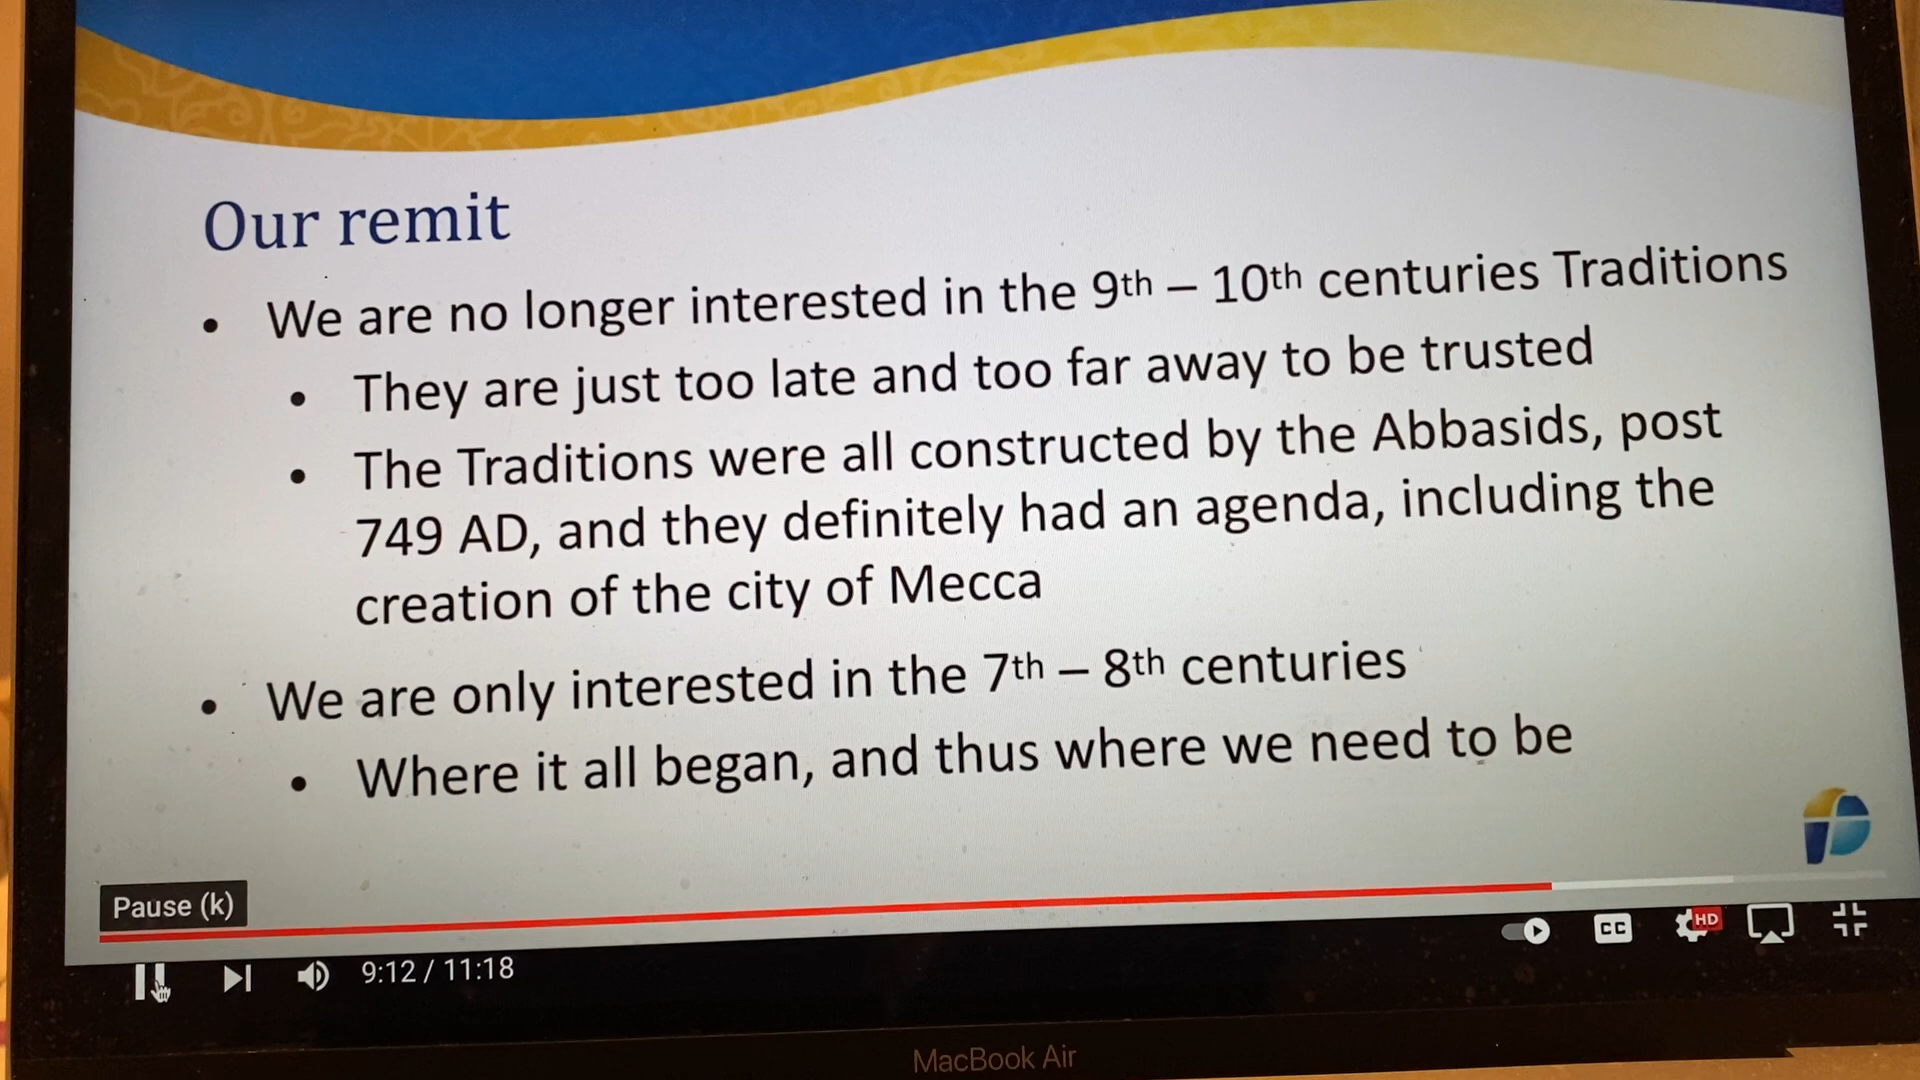 Our remit
• We are no longer interested in the 9th – 10th centuries Traditions
• They are just too late and too far away to be trusted
• The Traditions were all constructed by the Abbasids, post
749 AD, and they definitely had an agenda, including the
creation of the city of Mecca
• We are only interested in the 7th – 8th centuries
• Where it all began, and thus where we need to be
Pause (k)
9:12 / 11:18
CC
HD
MacBook Air